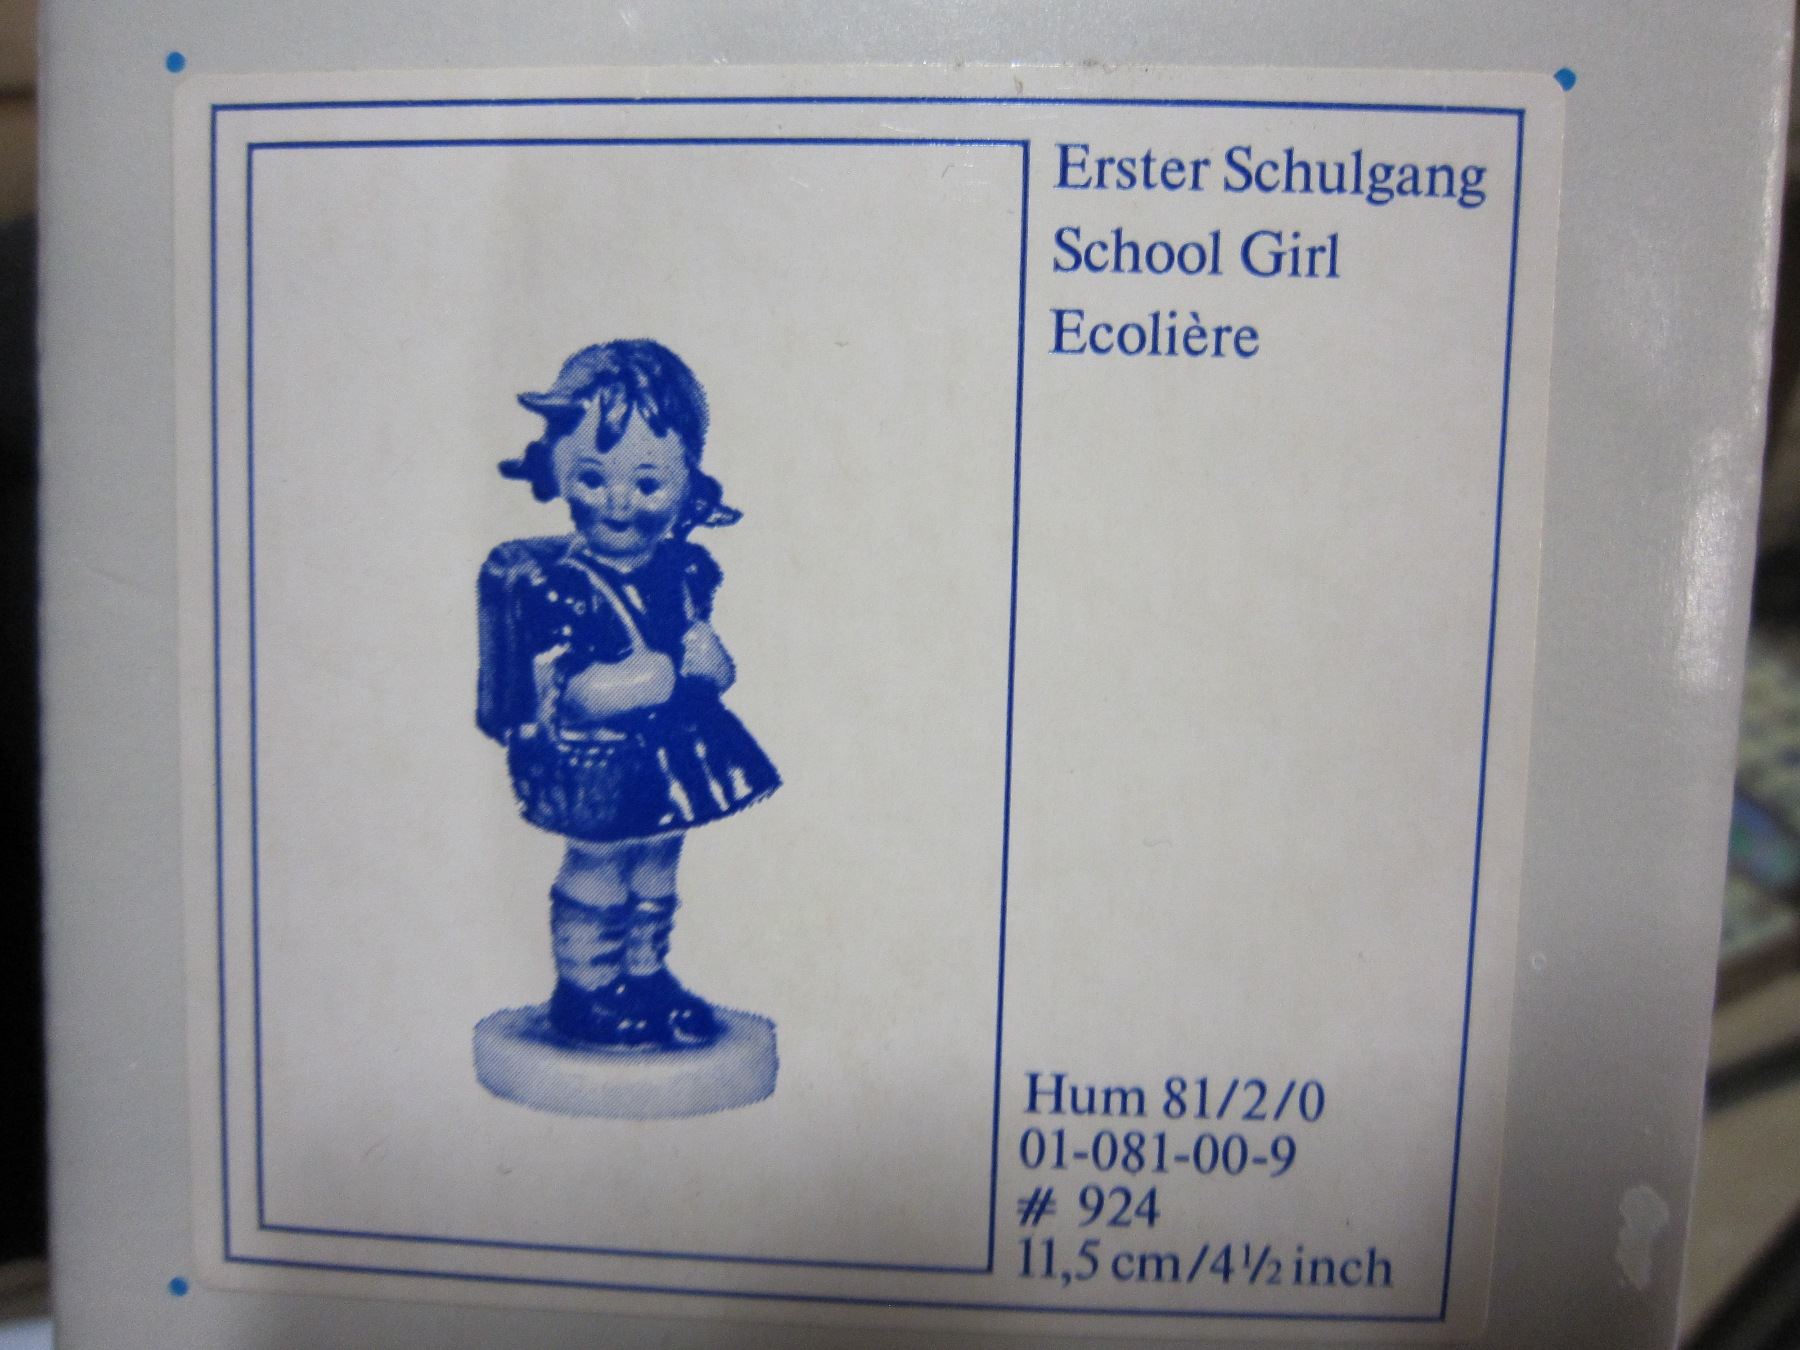 Erster Schulgang
School Girl
Ecolière
Hum 81/2/0
01-081-00-9
# 924
11,5 cm/4½ inch